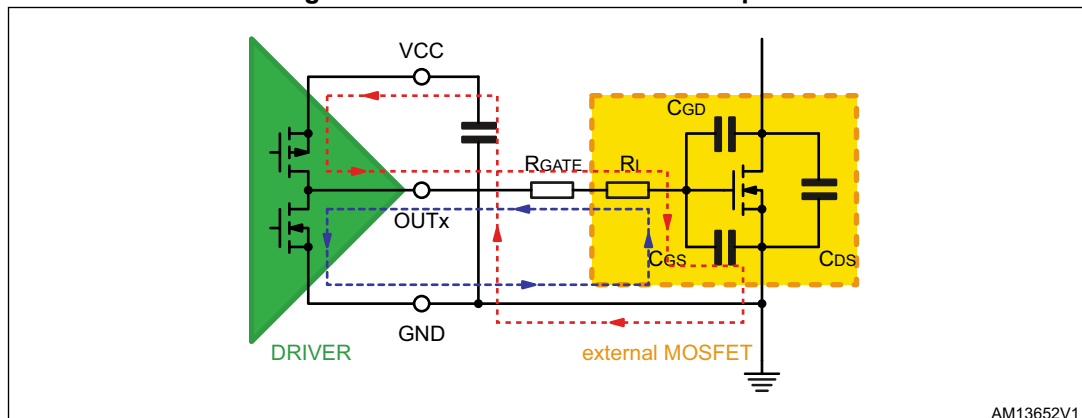 VCC
CGD
RGATE
RI
OUTx
CGS
CDS
GND
DRIVER
external MOSFET
AM13652V1